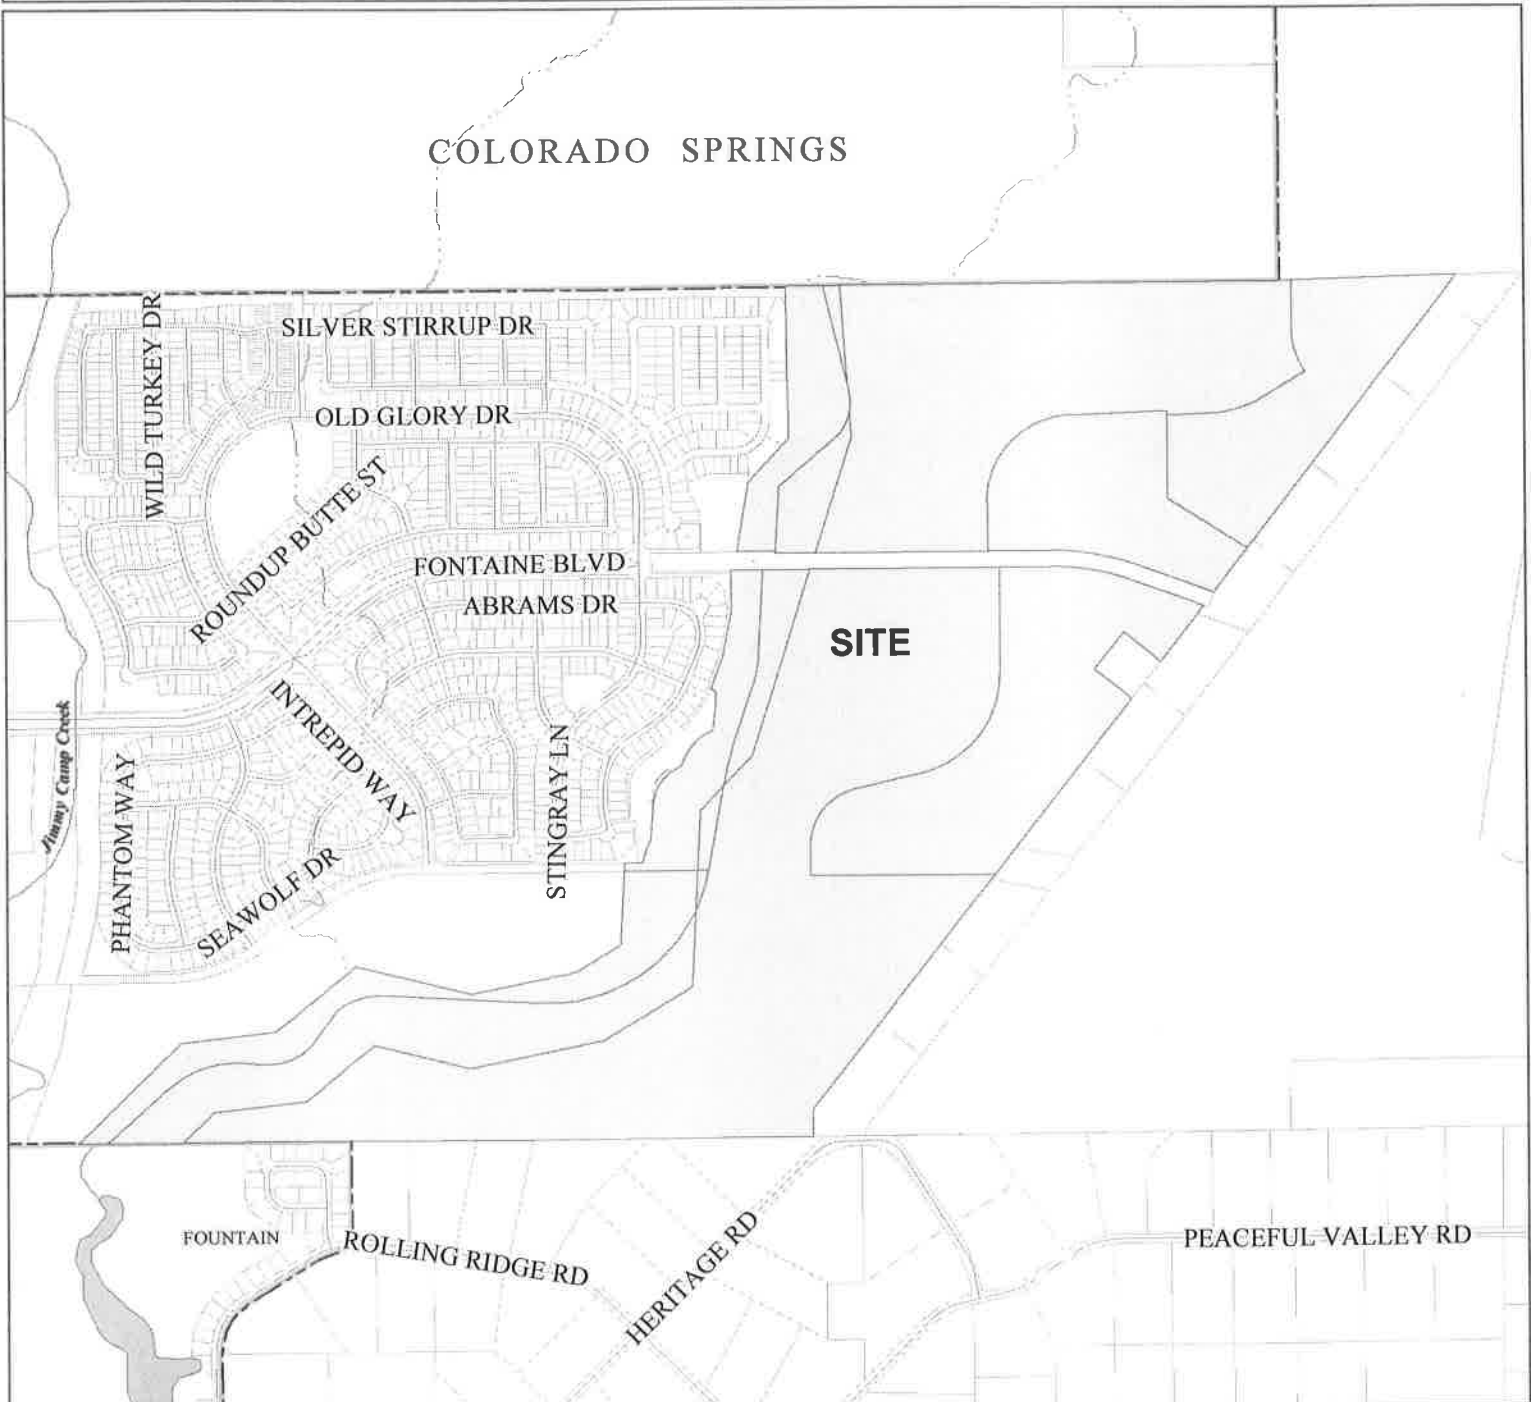 COLORADO SPRINGS
WILD TURKEY DR
SILVER STIRRUP DR
OLD GLORY DR
ROUNDUP BUTTE ST
FONTAINE BLVD
ABRAMS DR
SITE
INTREPID WAY
Jimmy Camp Creek
PHANTOM WAY
STINGRAY LN
SEAWOLF DR
FOUNTAIN
ROLLING RIDGE RD
HERITAGE RD
PEACEFUL VALLEY RD